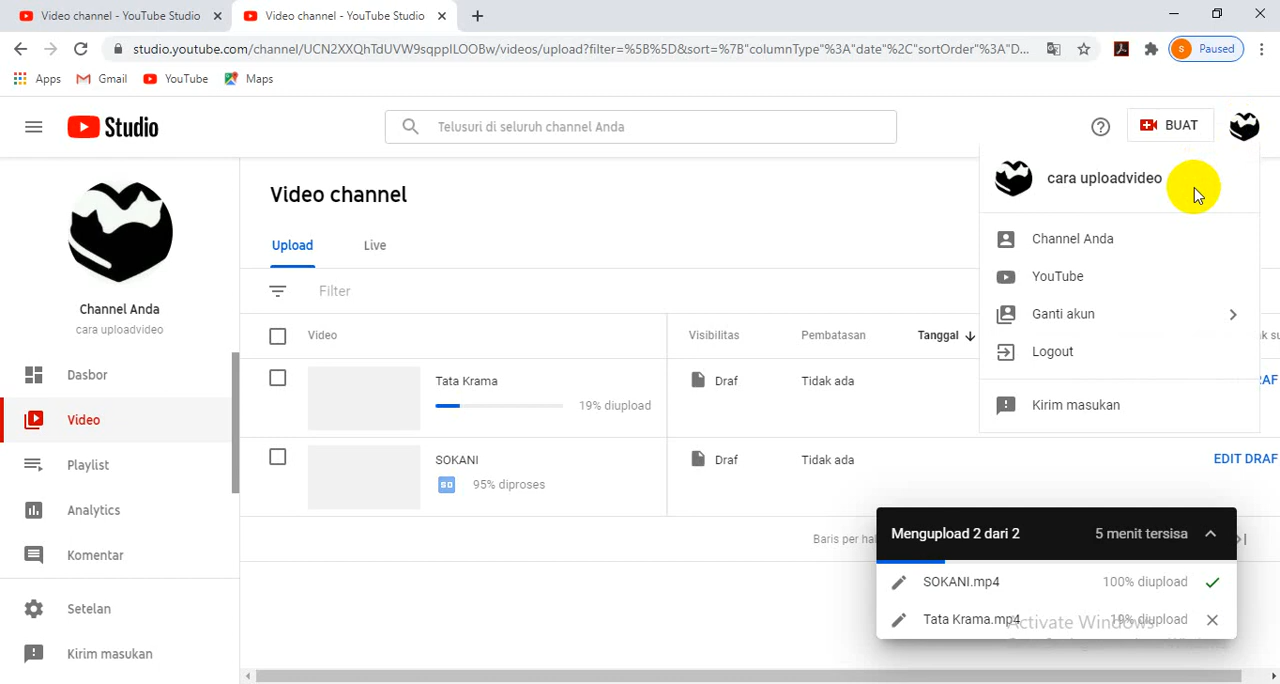 Video channel - YouTube Studio
Video channel - YouTube Studio
studio.youtube.com/channel/UCN2XXQhTdUVW9sqppILOOBw/videos/upload?filter=%5B%5D&sort=%7B"columnType"%3A"date"%2C"sortOrder"%3A"D...
S Paused
Apps Gmail YouTube Maps
Studio
Telusuri di seluruh channel Anda
BUAT
cara uploadvideo
Channel Anda
YouTube
Ganti akun
Logout
Kirim masukan
Channel Anda
cara uploadvideo
Dasbor
Video
Playlist
Analytics
Komentar
Setelan
Kirim masukan
Video channel
Upload Live
Filter
Video Visibilitas Pembatasan Tanggal
Tata Krama Draf Tidak ada
19% diupload
SOKANI Draf Tidak ada EDIT DRAF
SD 95% diproses
Baris per
Mengupload 2 dari 2 5 menit tersisa
SOKANI.mp4 100% diupload
Tata Krama.mp4 19% diupload
Activate Windows